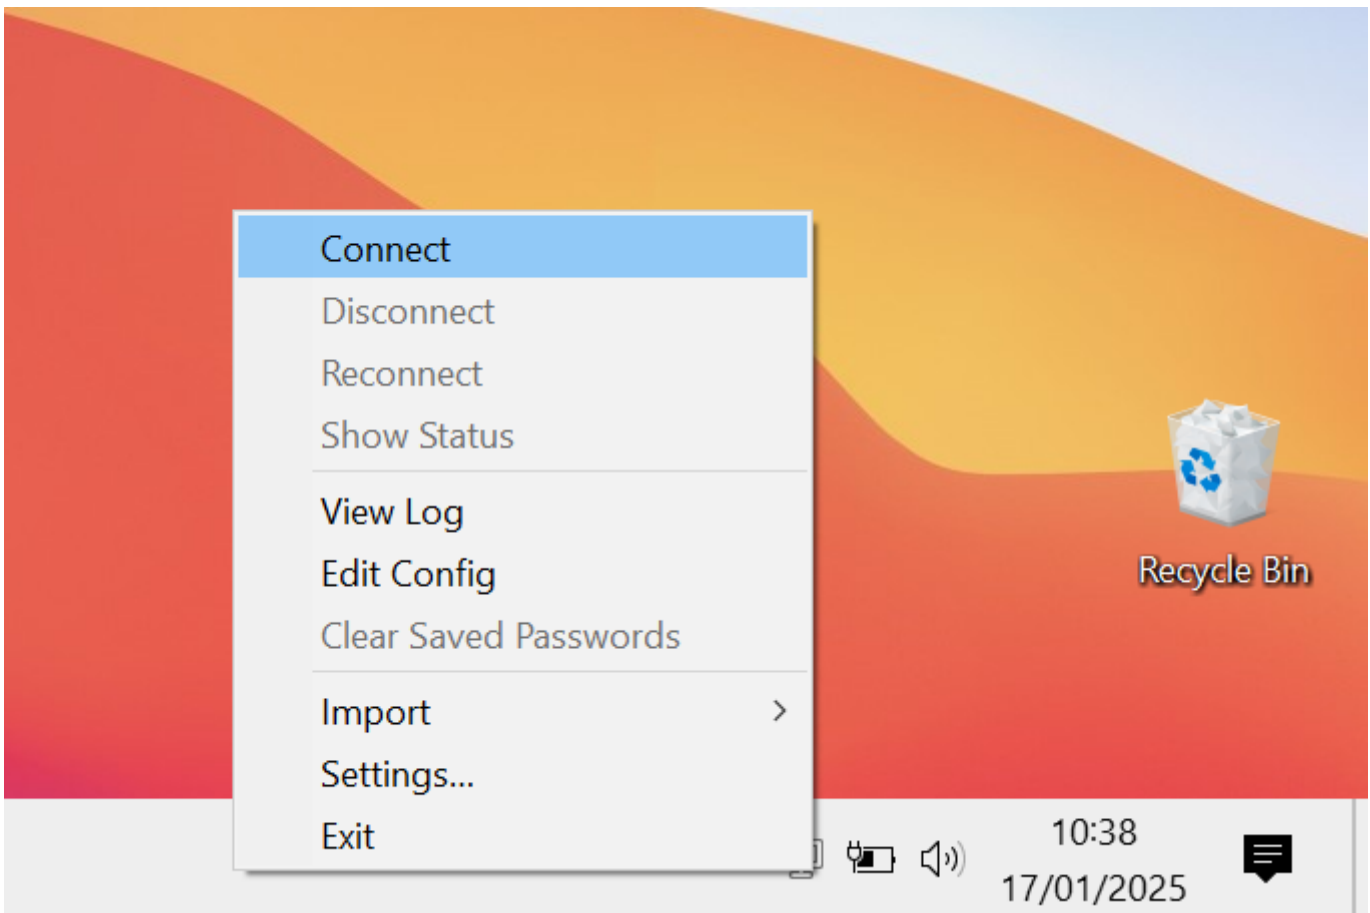 Connect
Disconnect
Reconnect
Show Status
View Log
Edit Config
Clear Saved Passwords
Import
Settings...
Exit
Recycle Bin
10:38
17/01/2025